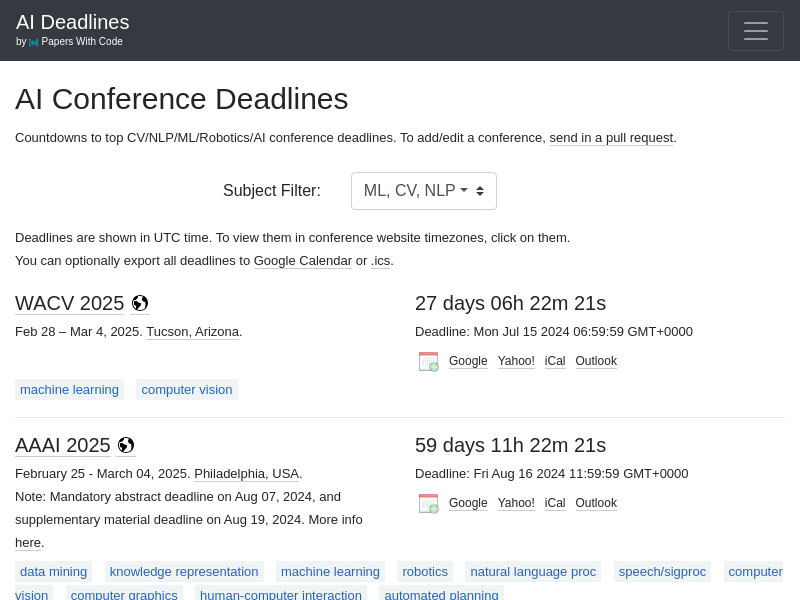 AI Deadlines
by Papers With Code
AI Conference Deadlines
Countdowns to top CV/NLP/ML/Robotics/AI conference deadlines. To add/edit a conference, send in a pull request.
Subject Filter: ML, CV, NLP
Deadlines are shown in UTC time. To view them in conference website timezones, click on them.
You can optionally export all deadlines to Google Calendar or .ics.
WACV 2025
Feb 28 – Mar 4, 2025. Tucson, Arizona.
27 days 06h 22m 21s
Deadline: Mon Jul 15 2024 06:59:59 GMT+0000
Google Yahoo! iCal Outlook
machine learning computer vision
AAAI 2025
February 25 - March 04, 2025. Philadelphia, USA.
Note: Mandatory abstract deadline on Aug 07, 2024, and
supplementary material deadline on Aug 19, 2024. More info
here.
59 days 11h 22m 21s
Deadline: Fri Aug 16 2024 11:59:59 GMT+0000
Google Yahoo! iCal Outlook
data mining knowledge representation machine learning robotics natural language proc speech/sigproc computer
vision computer graphics human-computer interaction automated planning